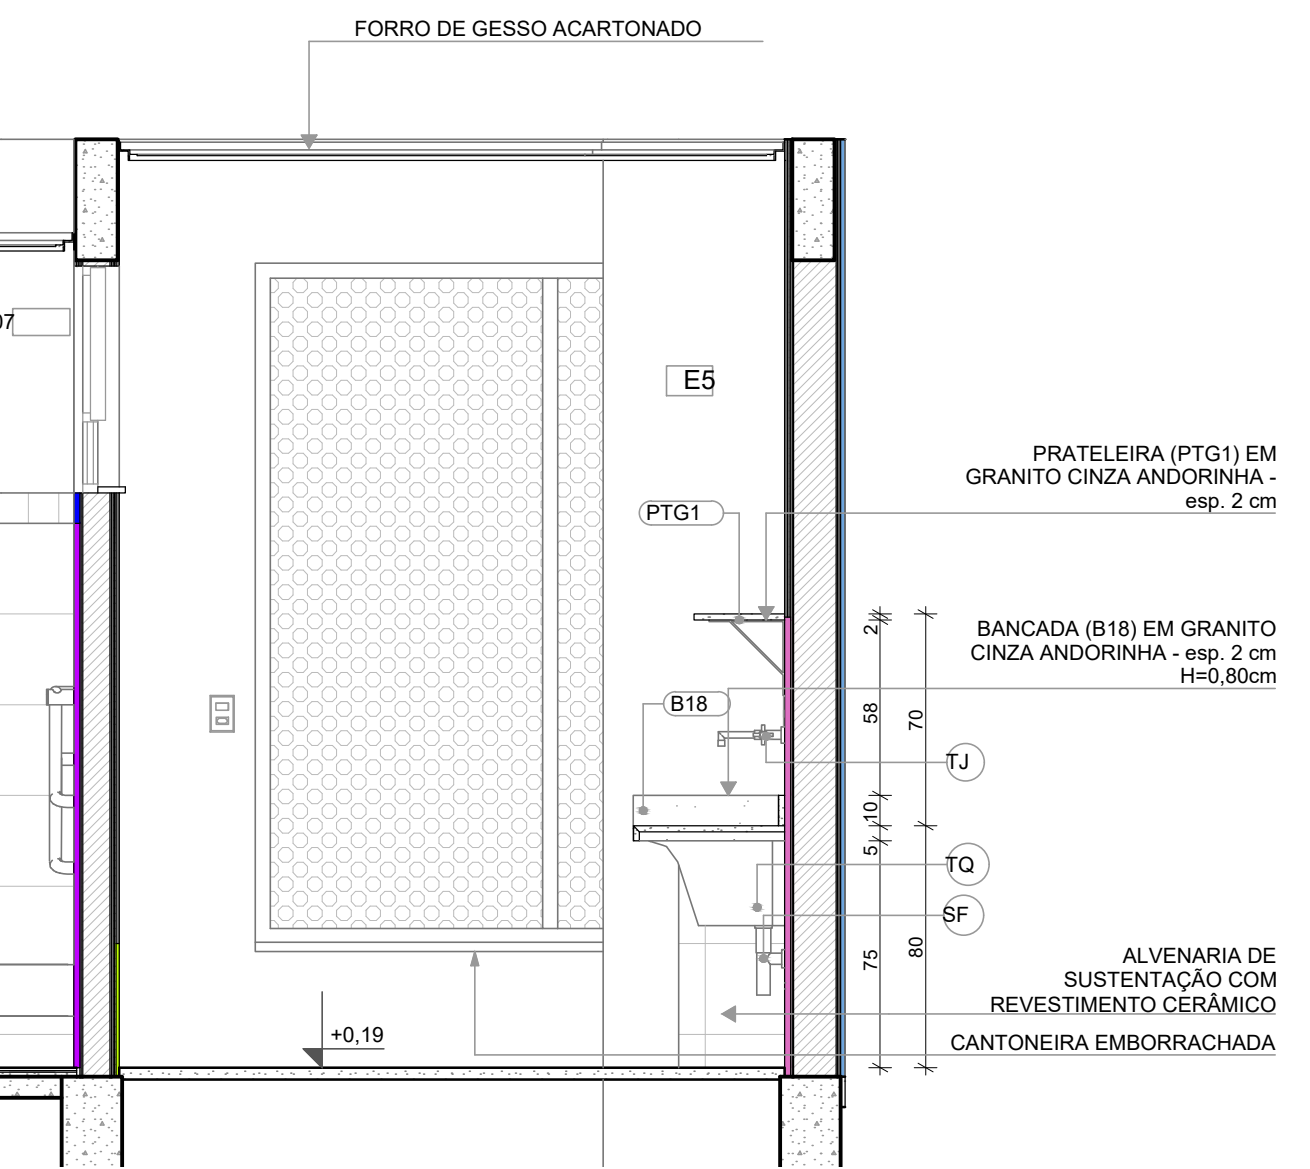 FORRO DE GESSO ACARTONADO
07
E5
PRATELEIRA (PTG1) EM
GRANITO CINZA ANDORINHA -
esp. 2 cm
PTG1
BANCADA (B18) EM GRANITO
CINZA ANDORINHA - esp. 2 cm
H=0,80cm
2
B18
58
70
TJ
10
5
TQ
SF
75
80
ALVENARIA DE
SUSTENTAÇÃO COM
REVESTIMENTO CERÂMICO
+0,19
CANTONEIRA EMBORRACHADA